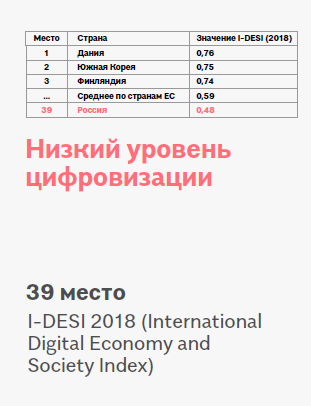 Место Страна Значение I-DESI (2018)
1 Дания 0,76
2 Южная Корея 0,75
3 Финляндия 0,74
... Среднее по странам ЕС 0,59
39 Россия 0,48
Низкий уровень
цифровизации
39 место
I-DESI 2018 (International
Digital Economy and
Society Index)